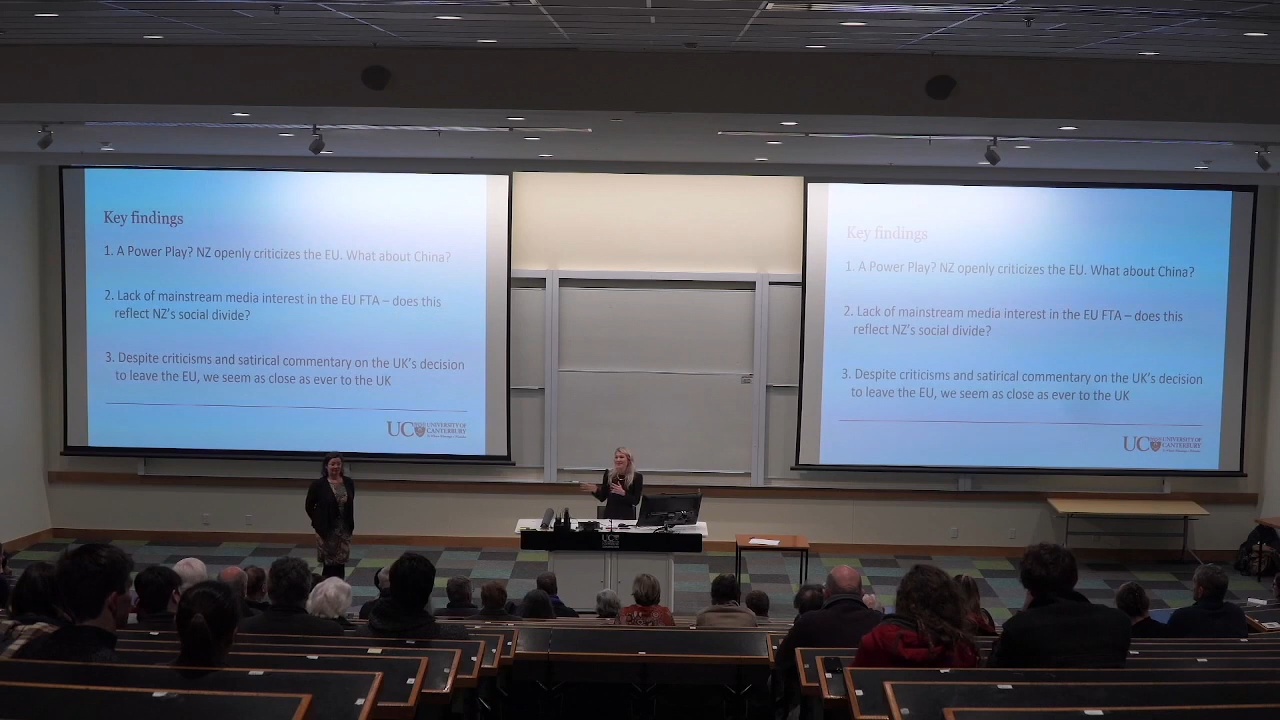 Key findings
1. A Power Play? NZ openly criticizes the EU. What about China?
2. Lack of mainstream media interest in the EU FTA – does this
reflect NZ's social divide?
3. Despite criticisms and satirical commentary on the UK's decision
to leave the EU, we seem as close as ever to the UK
UC UNIVERSITY OF
CANTERBURY
Key findings
1. A Power Play? NZ openly criticizes the EU. What about China?
2. Lack of mainstream media interest in the EU FTA – does this
reflect NZ's social divide?
3. Despite criticisms and satirical commentary on the UK's decision
to leave the EU, we seem as close as ever to the UK
UC UNIVERSITY OF
CANTERBURY
UC